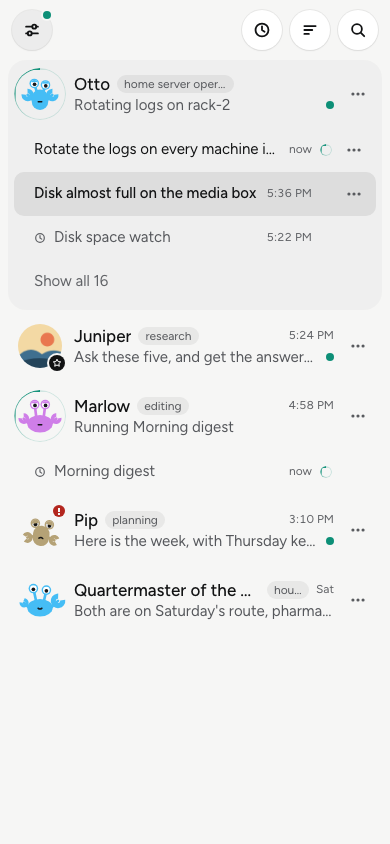 Otto home server oper...
Rotating logs on rack-2
Rotate the logs on every machine i... now
Disk almost full on the media box 5:36 PM
Disk space watch 5:22 PM
Show all 16
Juniper research 5:24 PM
Ask these five, and get the answer...
Marlow editing 4:58 PM
Running Morning digest
Morning digest now
Pip planning 3:10 PM
Here is the week, with Thursday ke...
Quartermaster of the ... hou... Sat
Both are on Saturday's route, pharma...